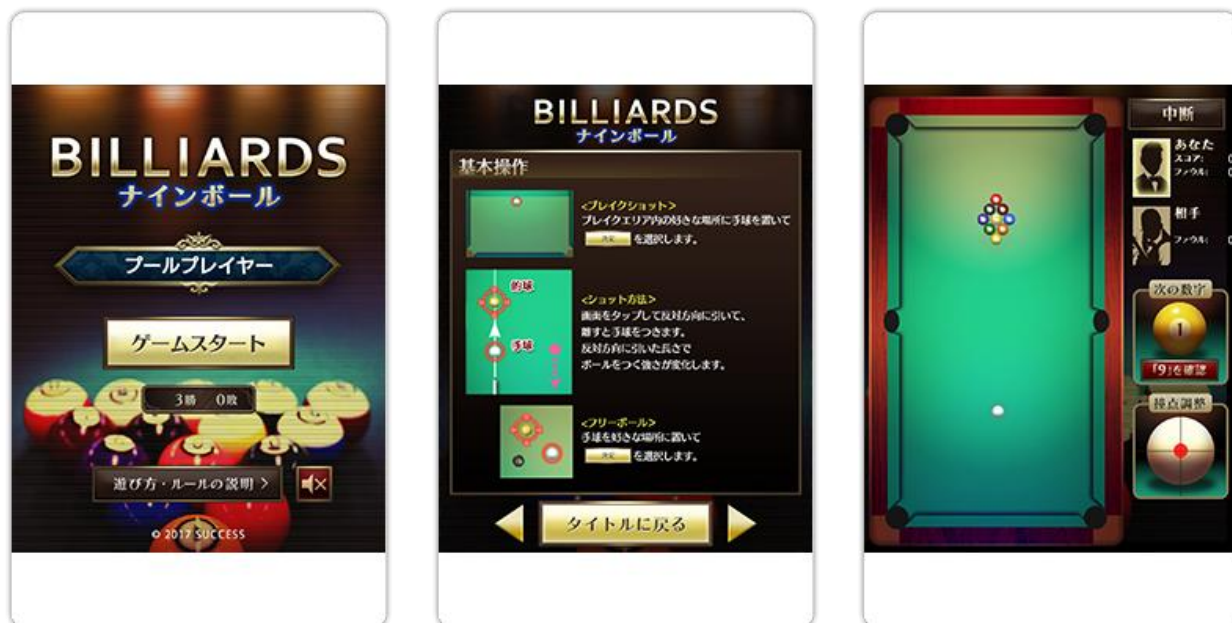 BILLIARDS
ナインボール
プールプレイヤー
ゲームスタート
3勝 0敗
遊び方・ルールの説明 >
© 2017 SUCCESS
BILLIARDS
ナインボール
基本操作
<ブレイクショット>
ブレイクエリア内の好きな場所に手球を置いて
決定 を選択します。
的球
手球
<ショット方法>
画面をタップして反対方向に引いて、
離すと手球をつきます。
反対方向に引いた長さで
ボールをつく強さが変化します。
<フリーボール>
手球を好きな場所に置いて
決定 を選択します。
タイトルに戻る
中断
あなた
スコア: 0
ファウル: 0
相手
ファウル: 0
次の数字
1
「9」を確認
接点調整